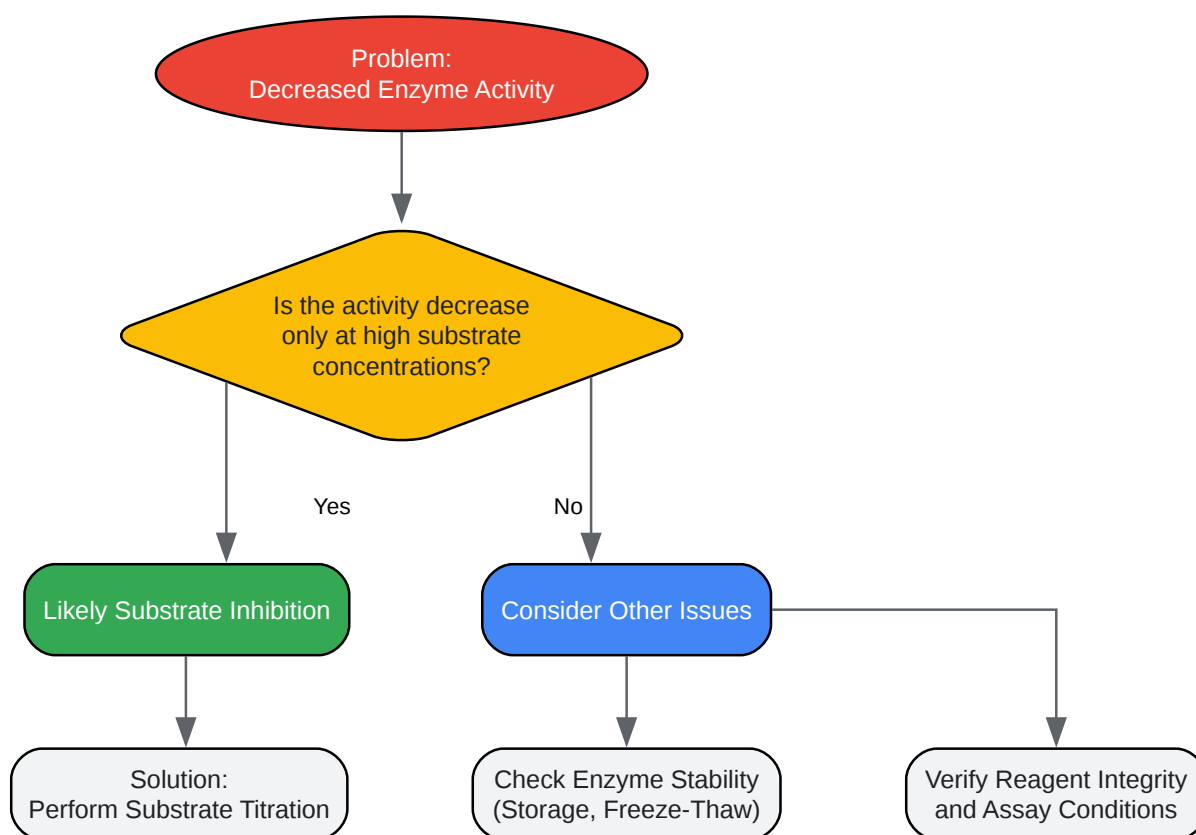 Problem:
Decreased Enzyme Activity
Is the activity decrease
only at high substrate
concentrations?
Yes
No
Likely Substrate Inhibition
Consider Other Issues
Solution:
Perform Substrate Titration
Check Enzyme Stability
(Storage, Freeze-Thaw)
Verify Reagent Integrity
and Assay Conditions